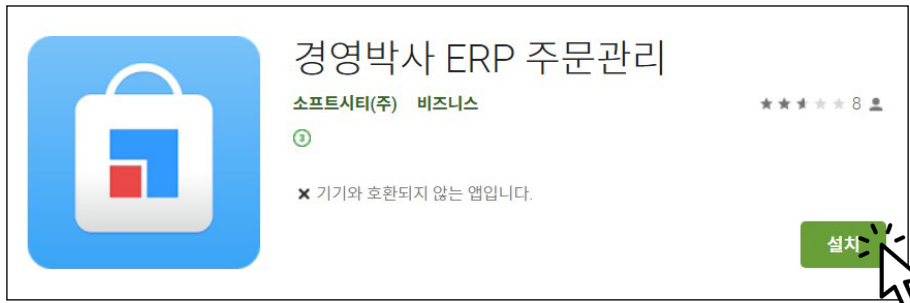 경영박사 ERP 주문관리
소프트시티(주) 비즈니스
★★★★★ 8
③
✖ 기기와 호환되지 않는 앱입니다.
설치